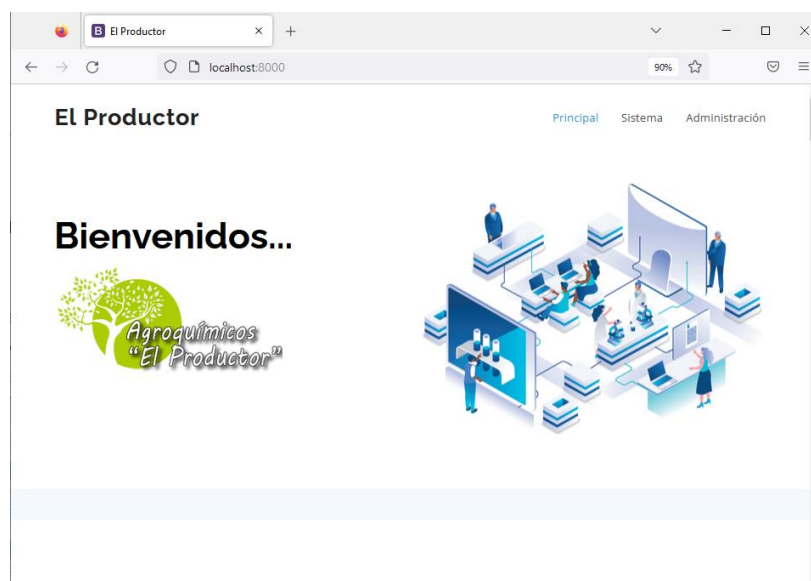 El Productor
localhost:8000
90%
El Productor
Principal Sistema Administración
Bienvenidos...
Agroquímicos
“El Productor”